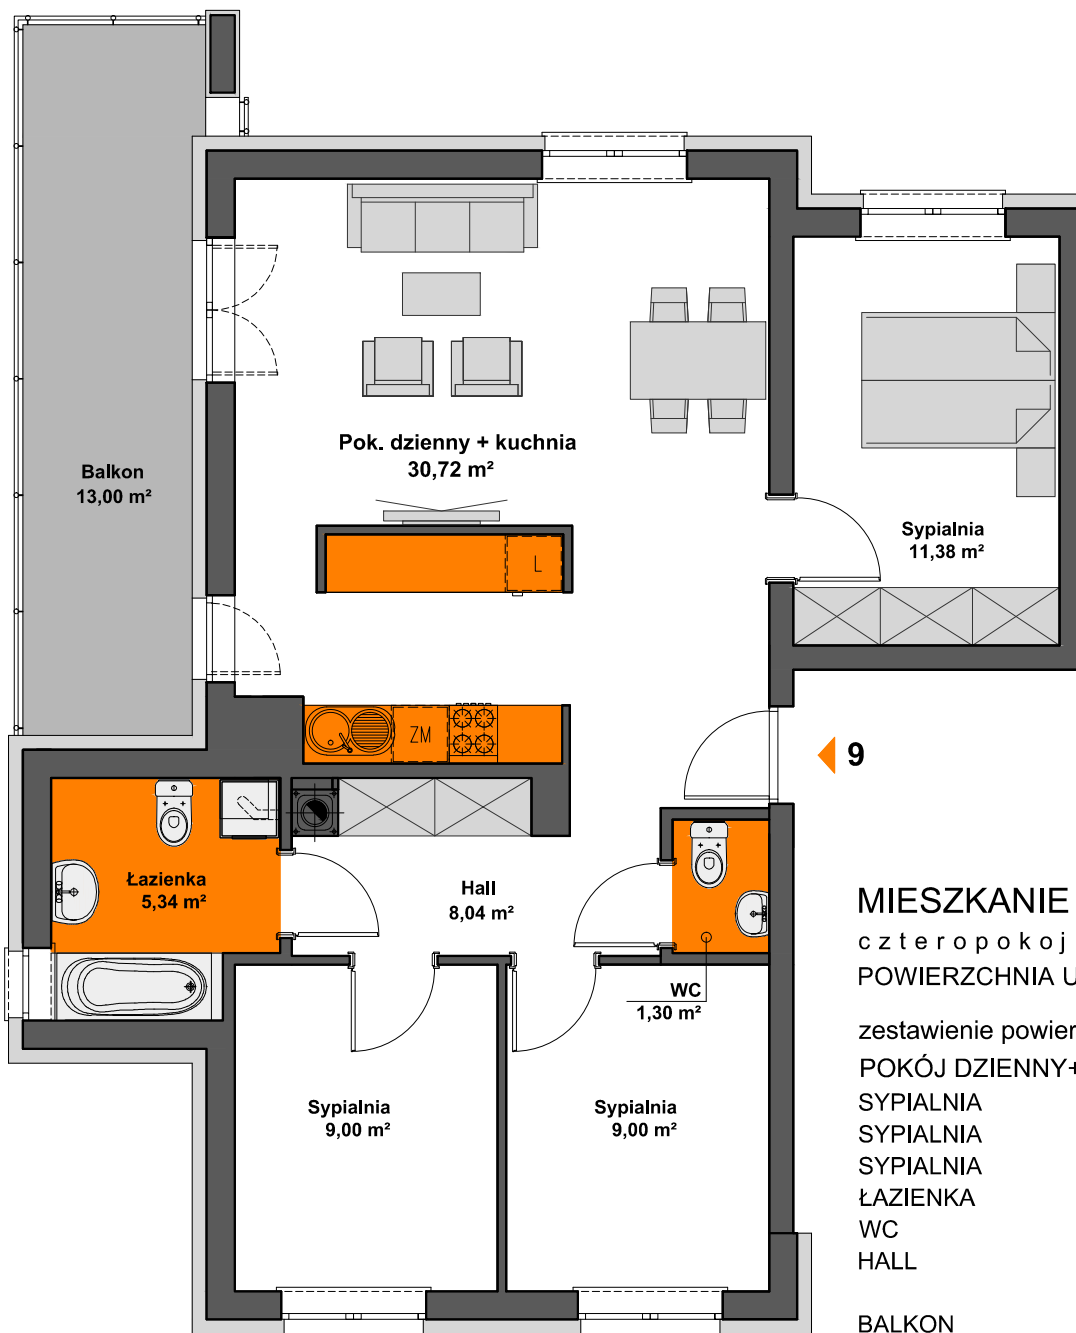 Pok. dzienny + kuchnia
30,72 m²
Balkon
13,00 m²
Sypialnia
11,38 m²
L
ZM
9
Łazienka
5,34 m²
Hall
8,04 m²
WC
1,30 m²
Sypialnia
9,00 m²
Sypialnia
9,00 m²
MIESZKANIE
czteropokoj
POWIERZCHNIA U
zestawienie powier
POKÓJ DZIENNY+
SYPIALNIA
SYPIALNIA
SYPIALNIA
ŁAZIENKA
WC
HALL
BALKON